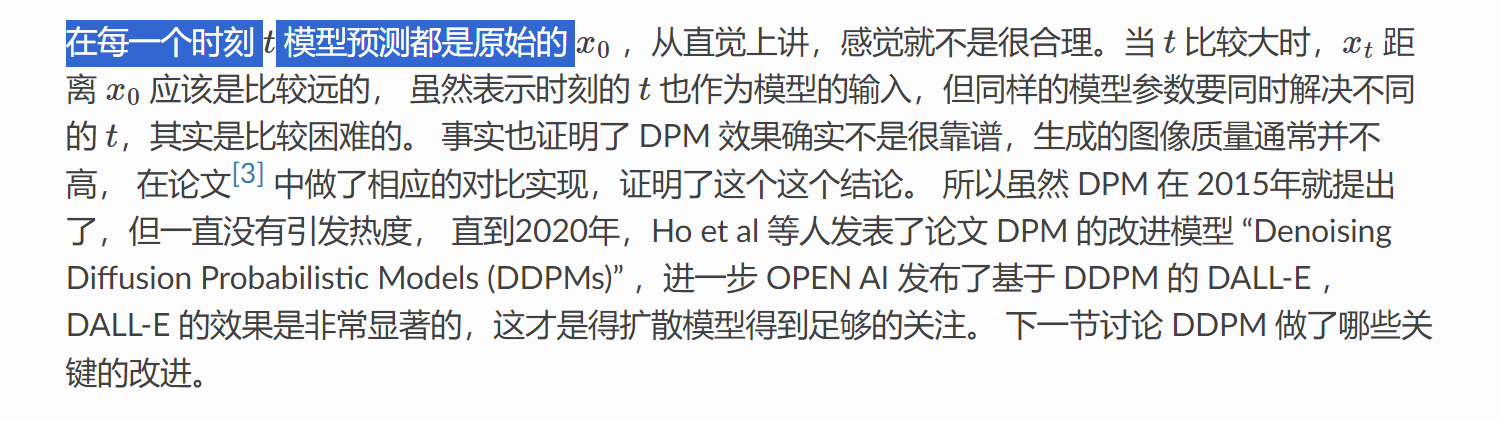 在每一个时刻 t 模型预测都是原始的 x₀ ，从直觉上讲，感觉就不是很合理。当 t 比较大时，xₜ 距
离 x₀ 应该是比较远的， 虽然表示时刻的 t 也作为模型的输入，但同样的模型参数要同时解决不同
的 t，其实是比较困难的。 事实也证明了 DPM 效果确实不是很靠谱，生成的图像质量通常并不
高， 在论文[3] 中做了相应的对比实现，证明了这个这个结论。 所以虽然 DPM 在 2015年就提出
了，但一直没有引发热度， 直到2020年，Ho et al 等人发表了论文 DPM 的改进模型 “Denoising
Diffusion Probabilistic Models (DDPMs)” ，进一步 OPEN AI 发布了基于 DDPM 的 DALL-E ，
DALL-E 的效果是非常显著的，这才是得扩散模型得到足够的关注。 下一节讨论 DDPM 做了哪些关
键的改进。